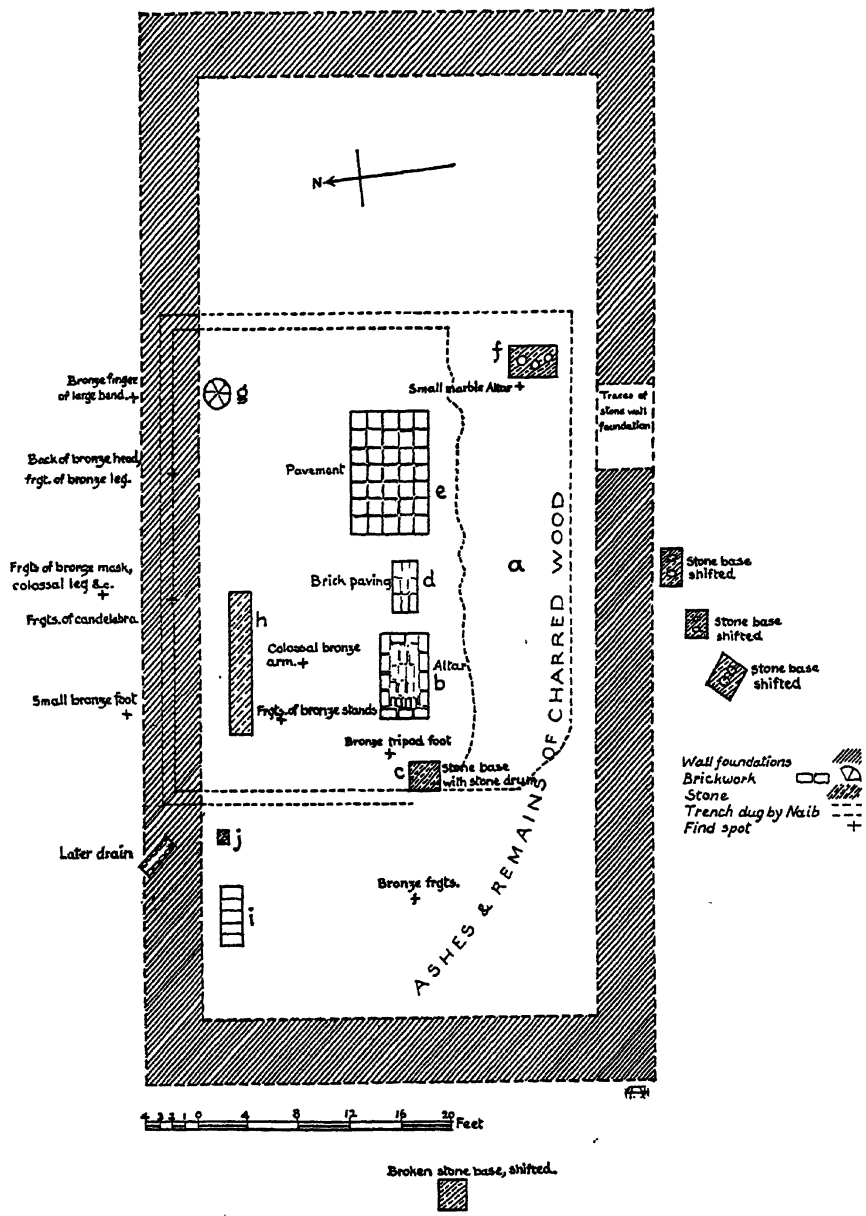 N
f
Small marble Altar +
Bronze finger
of large hand.+
g
Traces of
stone wall
foundation
Back of bronze head,
frgt. of bronze leg.
Pavement
e
ASHES & REMAINS OF CHARRED WOOD
a
Frgts of bronze mask,
colossal leg &c.
+
Brick paving
d
Stone base
shifted
Frgts. of candelebra
h
Stone base
shifted
Colossal bronze
arm.+
Altar
b
Stone base
shifted
Small bronze foot
+
Frgts. of bronze stands
Bronze tripod foot
+
c
Stone base
with stone drum
Wall foundations
Brickwork
Stone
Trench dug by Naib
Find spot +
j
Later drain
i
Bronze frgts.
+
4 3 2 1 0 4 8 12 16 20 Feet
Broken stone base, shifted.